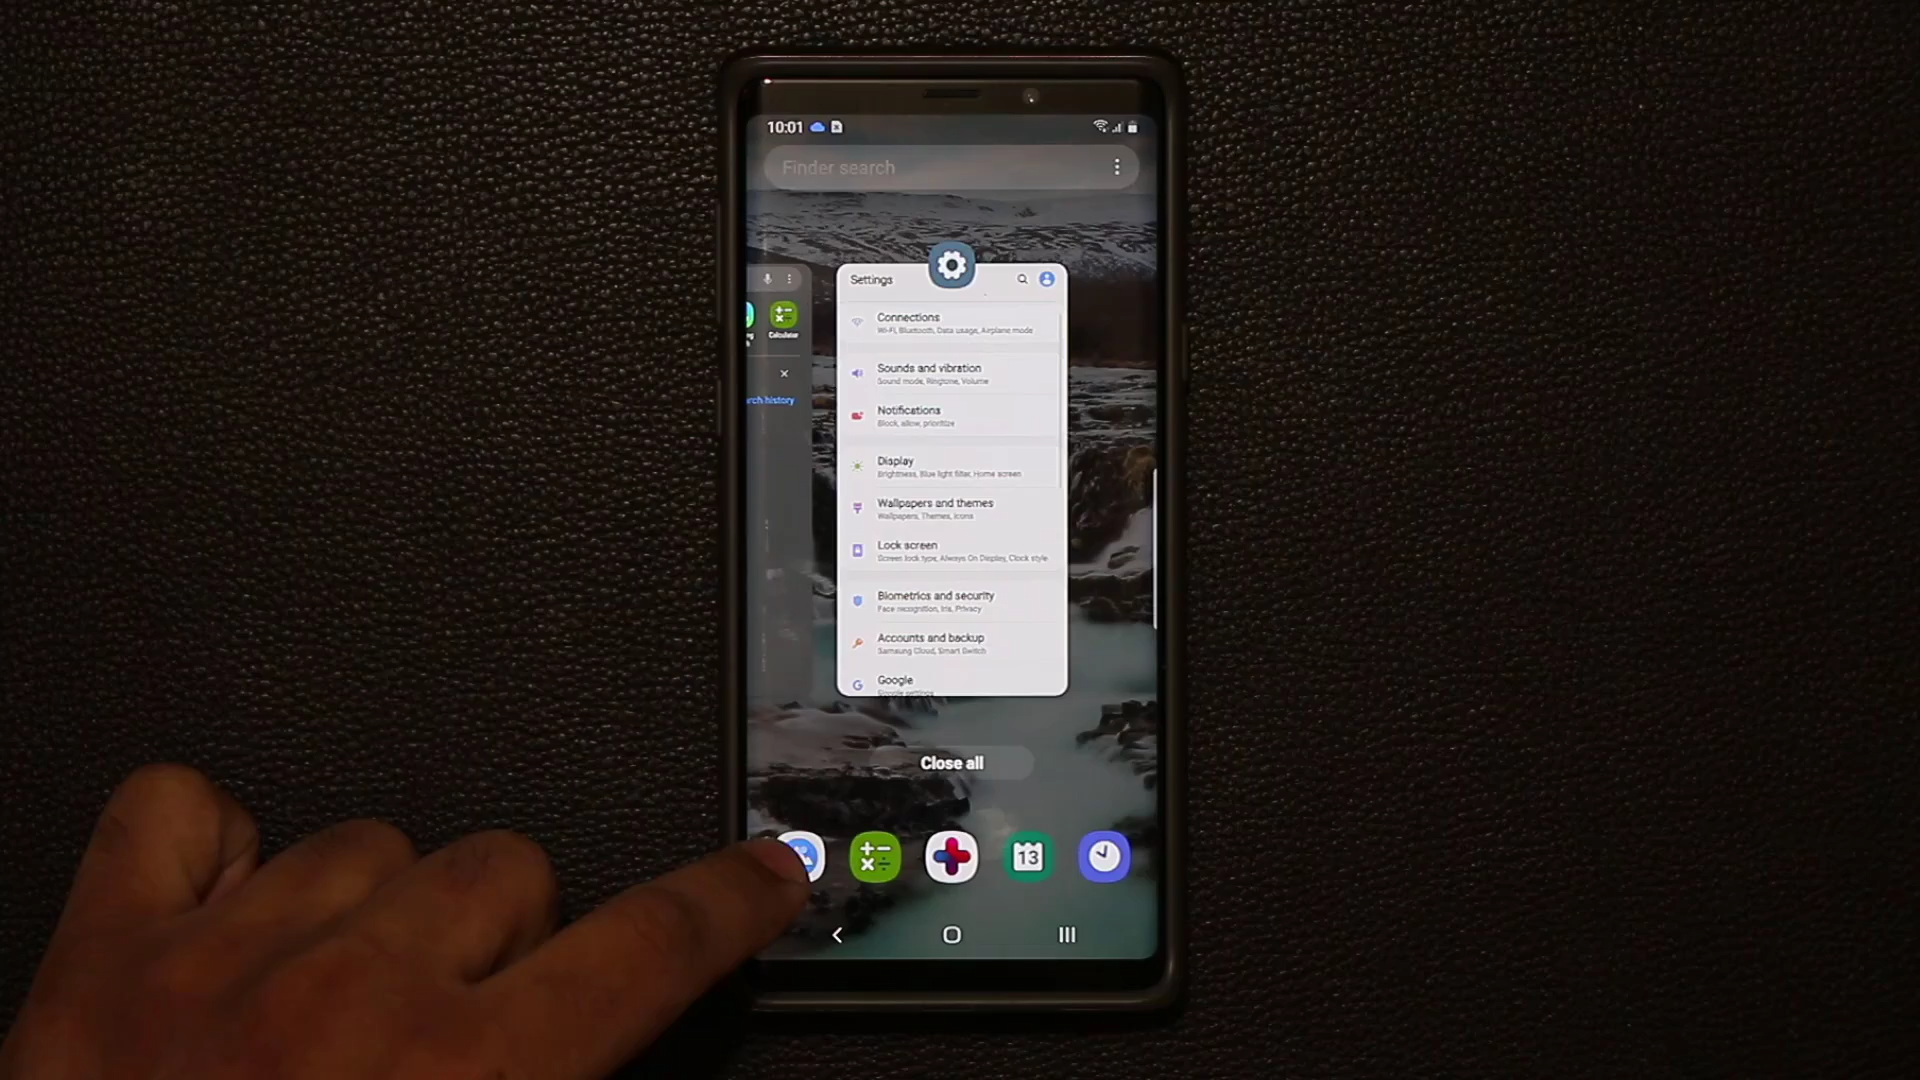 10:01
Finder search
Settings
Connections
Wi-Fi, Bluetooth, Data usage, Airplane mode
Sounds and vibration
Sound mode, Ringtone, Volume
Notifications
Block, allow, prioritize
Display
Brightness, Blue light filter, Home screen
Wallpapers and themes
Wallpapers, Themes, Icons
Lock screen
Screen lock type, Always On Display, Clock style
Biometrics and security
Face recognition, Iris, Privacy
Accounts and backup
Samsung Cloud, Smart Switch
Google
Google settings
Calculator
rch history
Close all
13